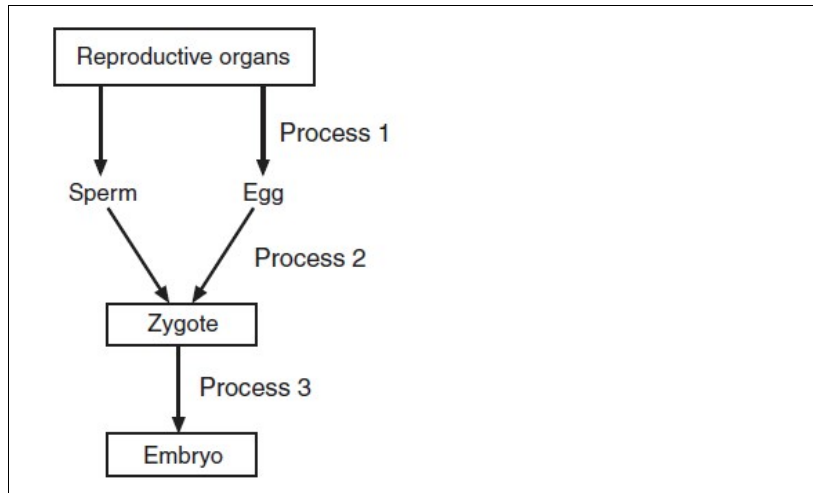 Reproductive organs
Process 1
Sperm
Egg
Process 2
Zygote
Process 3
Embryo